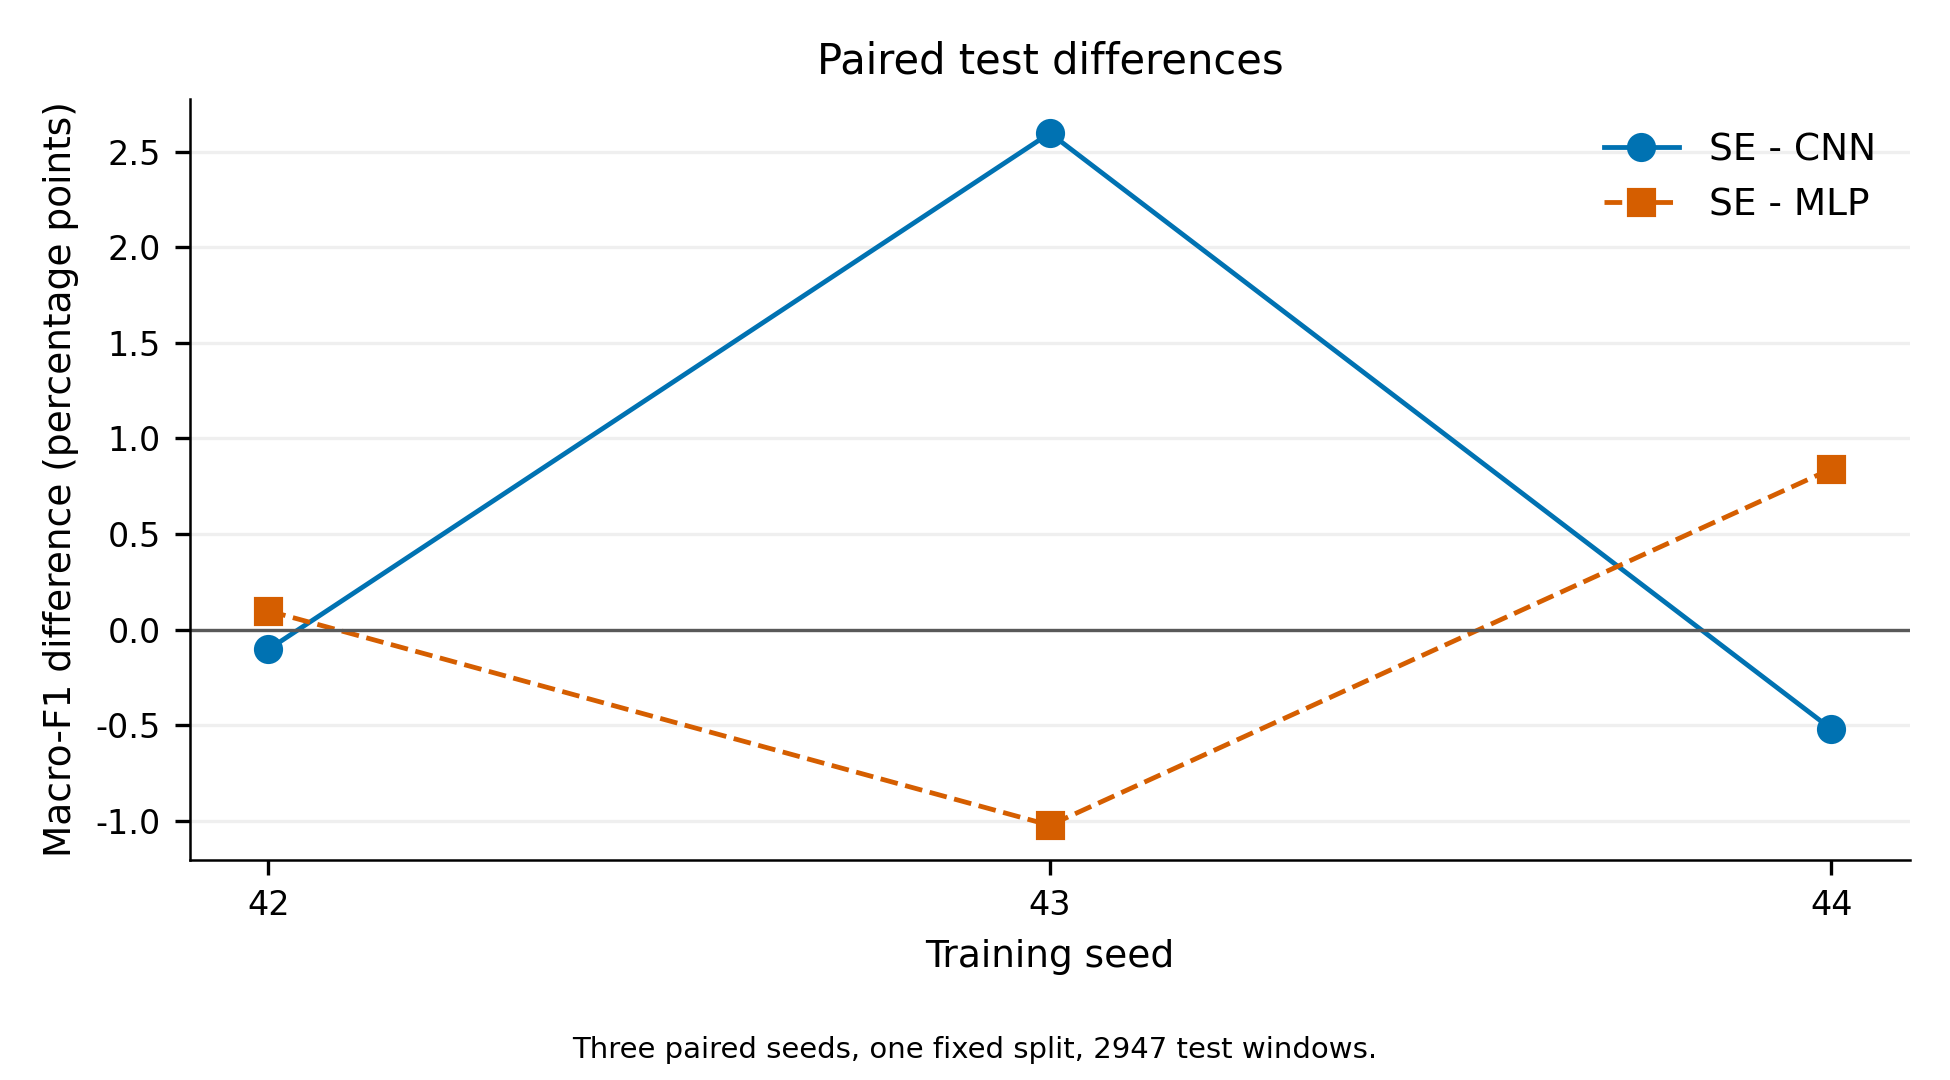 Paired test differences
Macro-F1 difference (percentage points)
2.5
2.0
1.5
1.0
0.5
0.0
-0.5
-1.0
SE - CNN
SE - MLP
42
43
44
Training seed
Three paired seeds, one fixed split, 2947 test windows.